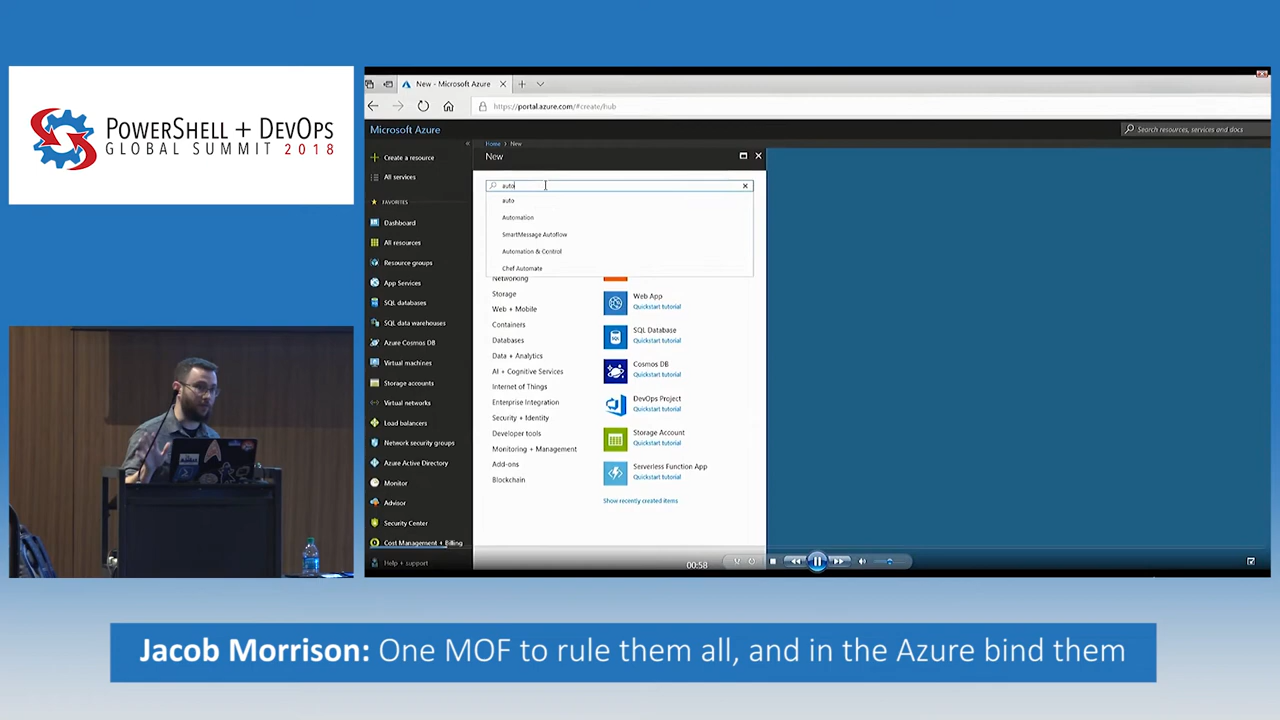 POWERSHELL + DEVOPS
GLOBAL SUMMIT 2018
New - Microsoft Azure
https://portal.azure.com/#create/hub
Microsoft Azure
Search resources, services and docs
Create a resource
All services
FAVORITES
Dashboard
All resources
Resource groups
App Services
SQL databases
SQL data warehouses
Azure Cosmos DB
Virtual machines
Storage accounts
Virtual networks
Load balancers
Network security groups
Azure Active Directory
Monitor
Advisor
Security Center
Cost Management + Billing
Help + support
Home > New
New
auto
auto
Automation
SmartMessage Autoflow
Automation & Control
Chef Automate
Networking
Storage
Web + Mobile
Containers
Databases
Data + Analytics
AI + Cognitive Services
Internet of Things
Enterprise Integration
Security + Identity
Developer tools
Monitoring + Management
Add-ons
Blockchain
Web App
Quickstart tutorial
SQL Database
Quickstart tutorial
Cosmos DB
Quickstart tutorial
DevOps Project
Quickstart tutorial
Storage Account
Quickstart tutorial
Serverless Function App
Quickstart tutorial
Show recently created items
00:58
Jacob Morrison: One MOF to rule them all, and in the Azure bind them